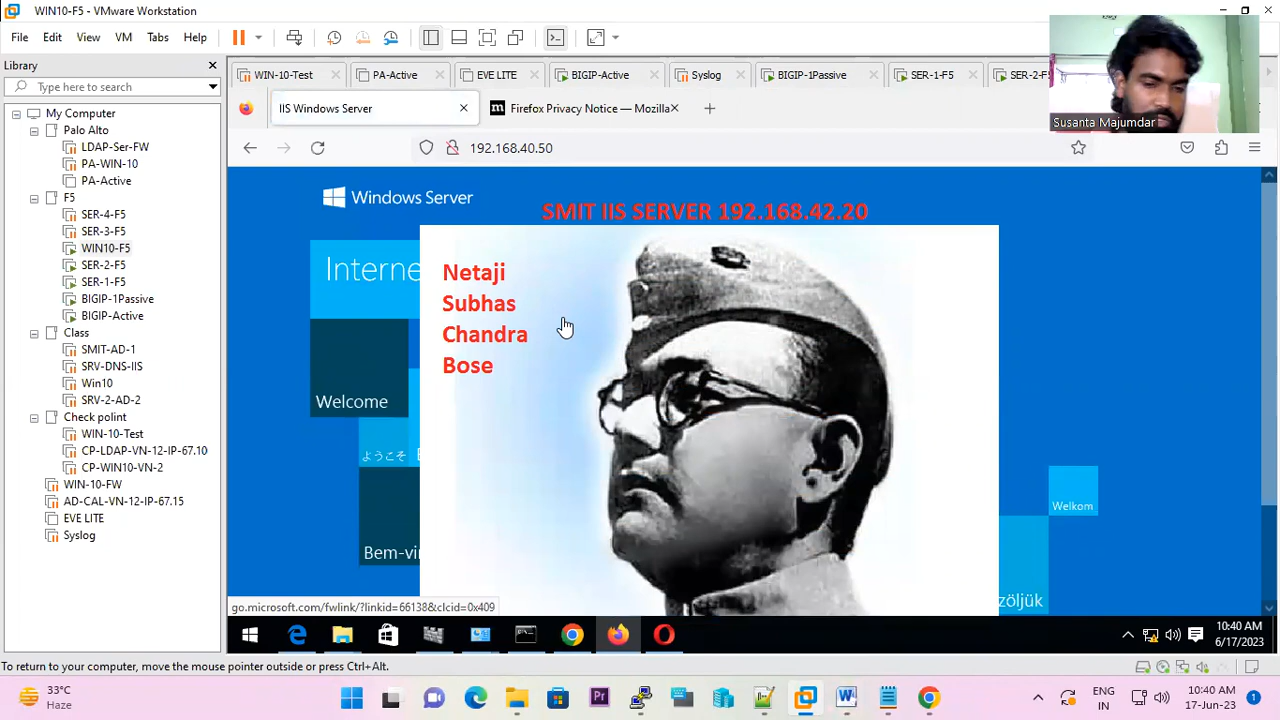 WIN10-F5 - VMware Workstation
File Edit View VM Tabs Help
Library
Type here to search
My Computer
Palo Alto
LDAP-Ser-FW
PA-WIN-10
PA-Active
F5
SER-4-F5
SER-3-F5
WIN10-F5
SER-2-F5
SER-1-F5
BIGIP-1Passive
BIGIP-Active
Class
SMIT-AD-1
SRV-DNS-IIS
Win10
SRV-2-AD-2
Check polint
WIN-10-Test
CP-LDAP-VN-12-IP-67.10
CP-WIN10-VN-2
WIN-10-FW
AD-CAL-VN-12-IP-67.15
EVE LITE
Syslog
WIN-10-Test PA-Active EVE LITE BIGIP-Active Syslog BIGIP-1Passive SER-1-F5 SER-2-F5
Susanta Majumdar
IIS Windows Server Firefox Privacy Notice — Mozilla
192.168.40.50
Windows Server
SMIT IIS SERVER 192.168.42.20
Interne
Netaji
Subhas
Chandra
Bose
Welcome
ようこそ
Bem-vin
Welkom
zöljük
go.microsoft.com/fwlink/?linkid=66138&clcid=0x409
10:40 AM
6/17/2023
To return to your computer, move the mouse pointer outside or press Ctrl+Alt.
33°C
Haze
ENG
IN
10:40 AM
17-Jun-23
1